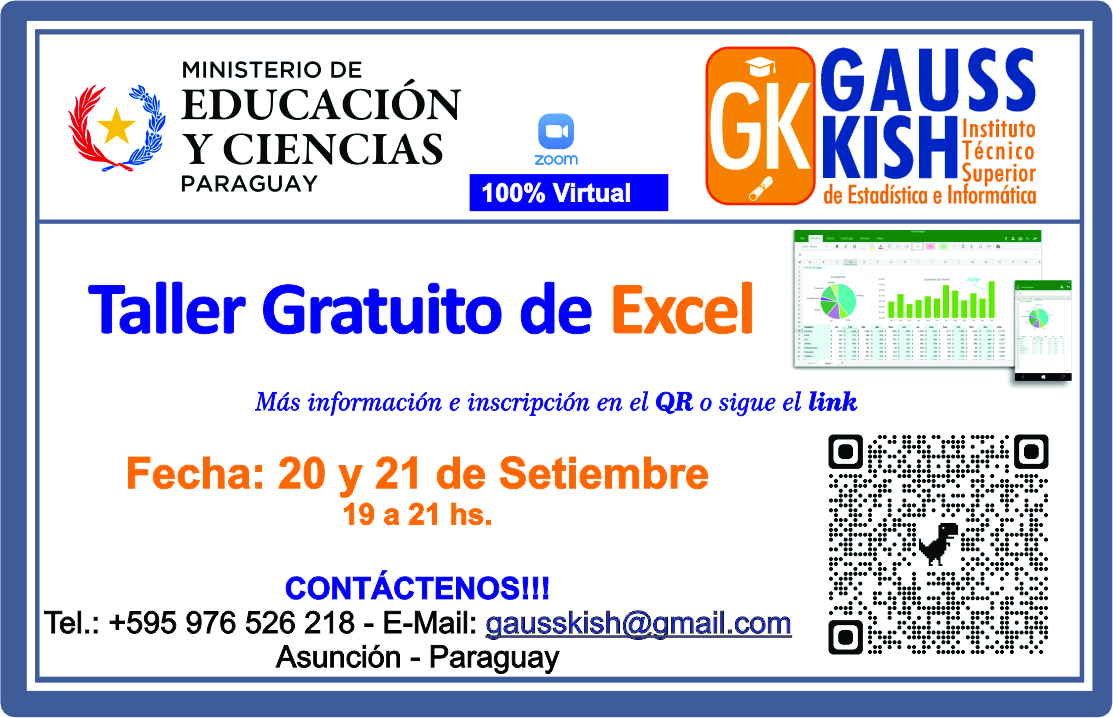 MINISTERIO DE
EDUCACIÓN
Y CIENCIAS
PARAGUAY
zoom
100% Virtual
GK
GAUSS
KISH
Instituto
Técnico
Superior
de Estadística e Informática
Taller Gratuito de Excel
Más información e inscripción en el QR o sigue el link
Fecha: 20 y 21 de Setiembre
19 a 21 hs.
CONTÁCTENOS!!!
Tel.: +595 976 526 218 - E-Mail: gausskish@gmail.com
Asunción - Paraguay